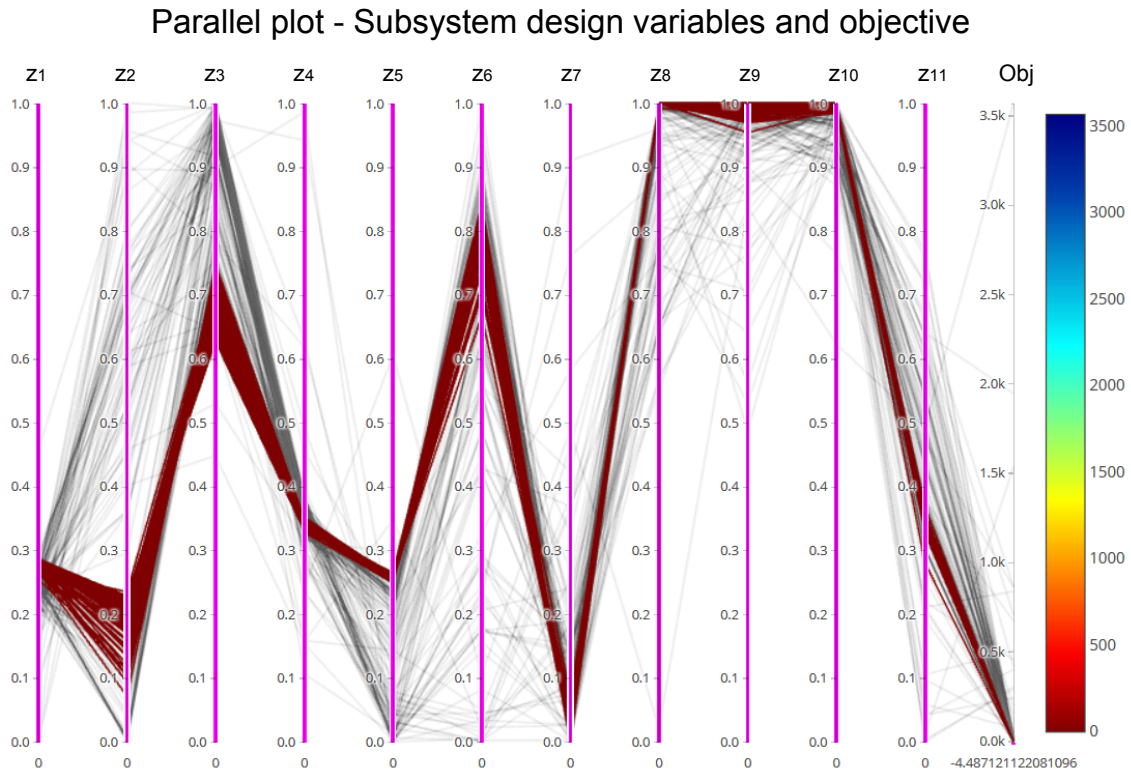 Parallel plot - Subsystem design variables and objective
Z1 Z2 Z3 Z4 Z5 Z6 Z7 Z8 Z9 Z10 Z11 Obj
1.0 1.0 1.0 1.0 1.0 1.0 1.0 1.0 1.0 1.0 1.0 3.5k 3500
0.9 0.9 0.9 0.9 0.9 0.9 0.9 0.9 0.9 0.9 0.9 3.0k 3000
0.8 0.8 0.8 0.8 0.8 0.8 0.8 0.8 0.8 0.8 0.8
0.7 0.7 0.7 0.7 0.7 0.7 0.7 0.7 0.7 0.7 0.7 2.5k 2500
0.6 0.6 0.6 0.6 0.6 0.6 0.6 0.6 0.6 0.6 0.6 2.0k 2000
0.5 0.5 0.5 0.5 0.5 0.5 0.5 0.5 0.5 0.5 0.5 1.5k 1500
0.4 0.4 0.4 0.4 0.4 0.4 0.4 0.4 0.4 0.4 0.4
0.3 0.3 0.3 0.3 0.3 0.3 0.3 0.3 0.3 0.3 0.3 1.0k 1000
0.2 0.2 0.2 0.2 0.2 0.2 0.2 0.2 0.2 0.2 0.2
0.1 0.1 0.1 0.1 0.1 0.1 0.1 0.1 0.1 0.1 0.1 0.5k 500
0.0 0.0 0.0 0.0 0.0 0.0 0.0 0.0 0.0 0.0 0.0 0.0k 0
0 0 0 0 0 0 0 0 0 0 0 -4.487121122081096